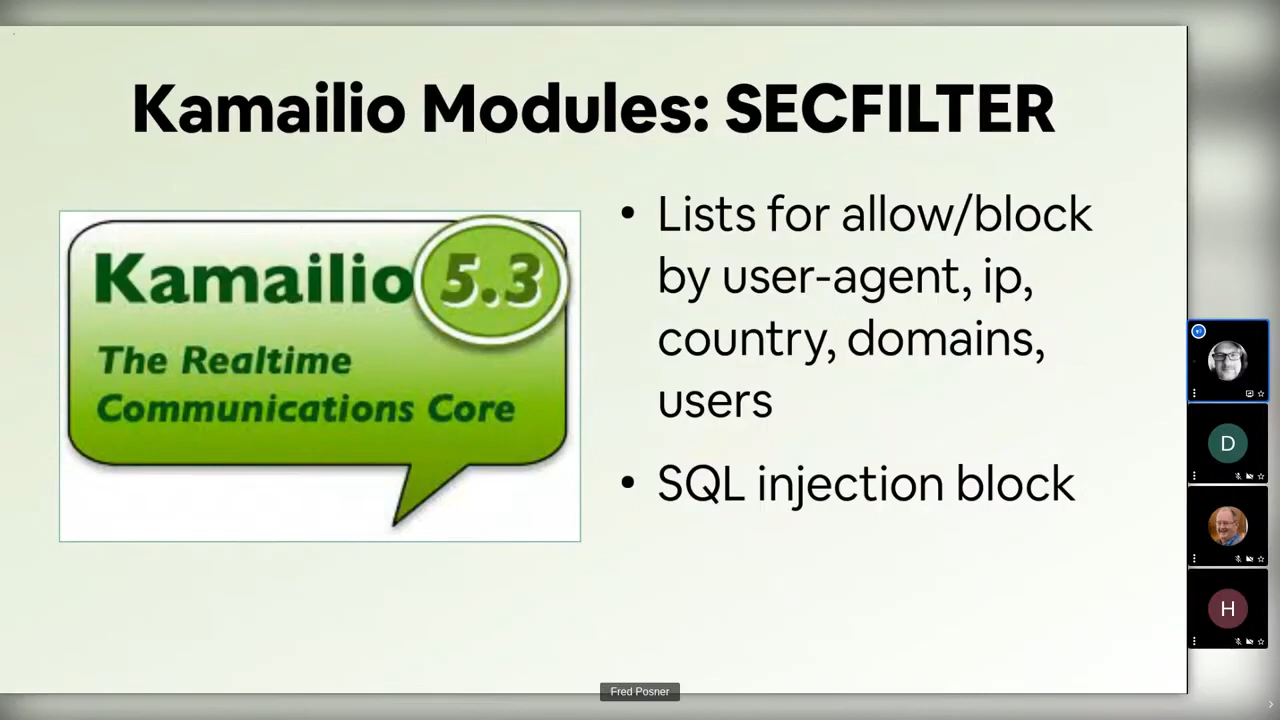 Kamailio Modules: SECFILTER
Kamailio 5.3
The Realtime
Communications Core
• Lists for allow/block
by user-agent, ip,
country, domains,
users
• SQL injection block
D
H
Fred Posner